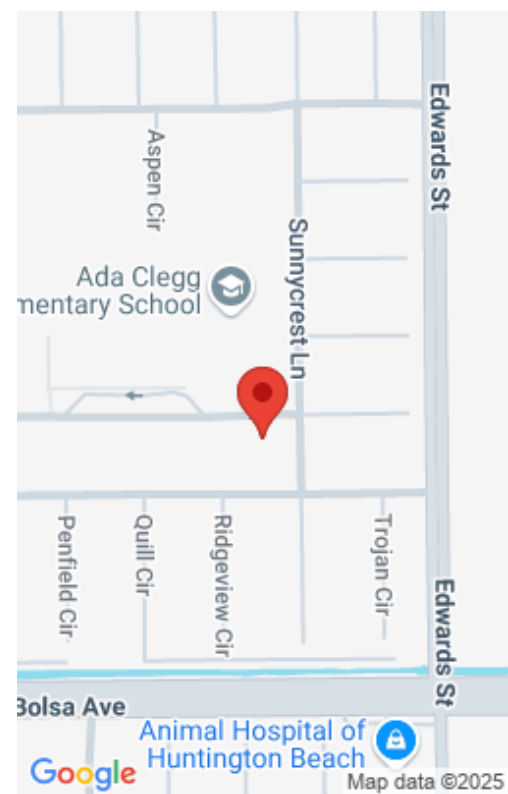 Edwards St
Aspen Cir
Sunnycrest Ln
Ada Clegg
mentary School
Penfield Cir
Quill Cir
Ridgeview Cir
Trojan Cir
Edwards St
Bolsa Ave
Animal Hospital of
Huntington Beach
Google
Map data ©2025